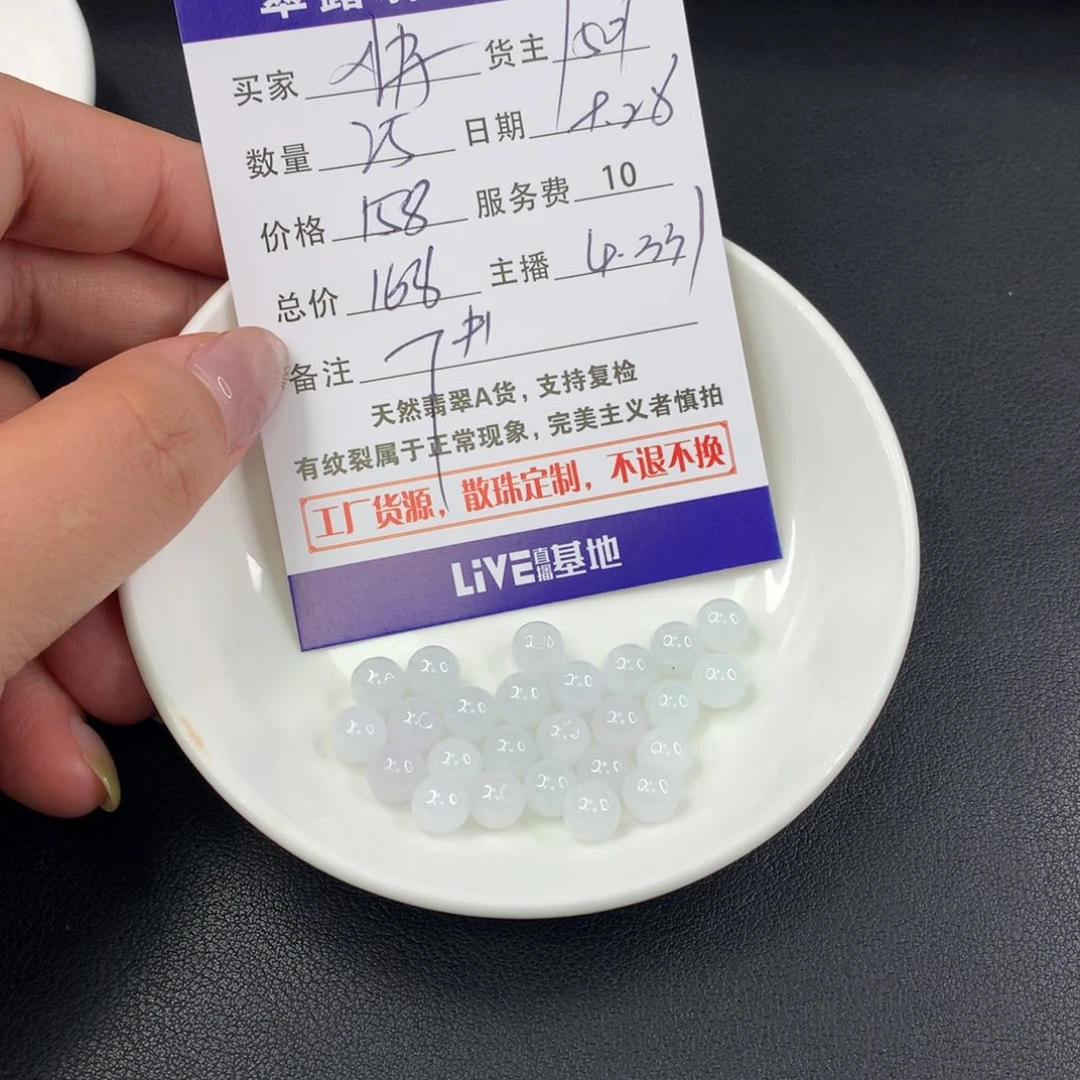 买家 货主
数量 25 日期
价格 158 服务费 10
总价 168 主播 4.33
备注 7#
天然翡翠A货，支持复检
有纹裂属于正常现象，完美主义者慎拍
工厂货源，散珠定制，不退不换
LiVE直播基地